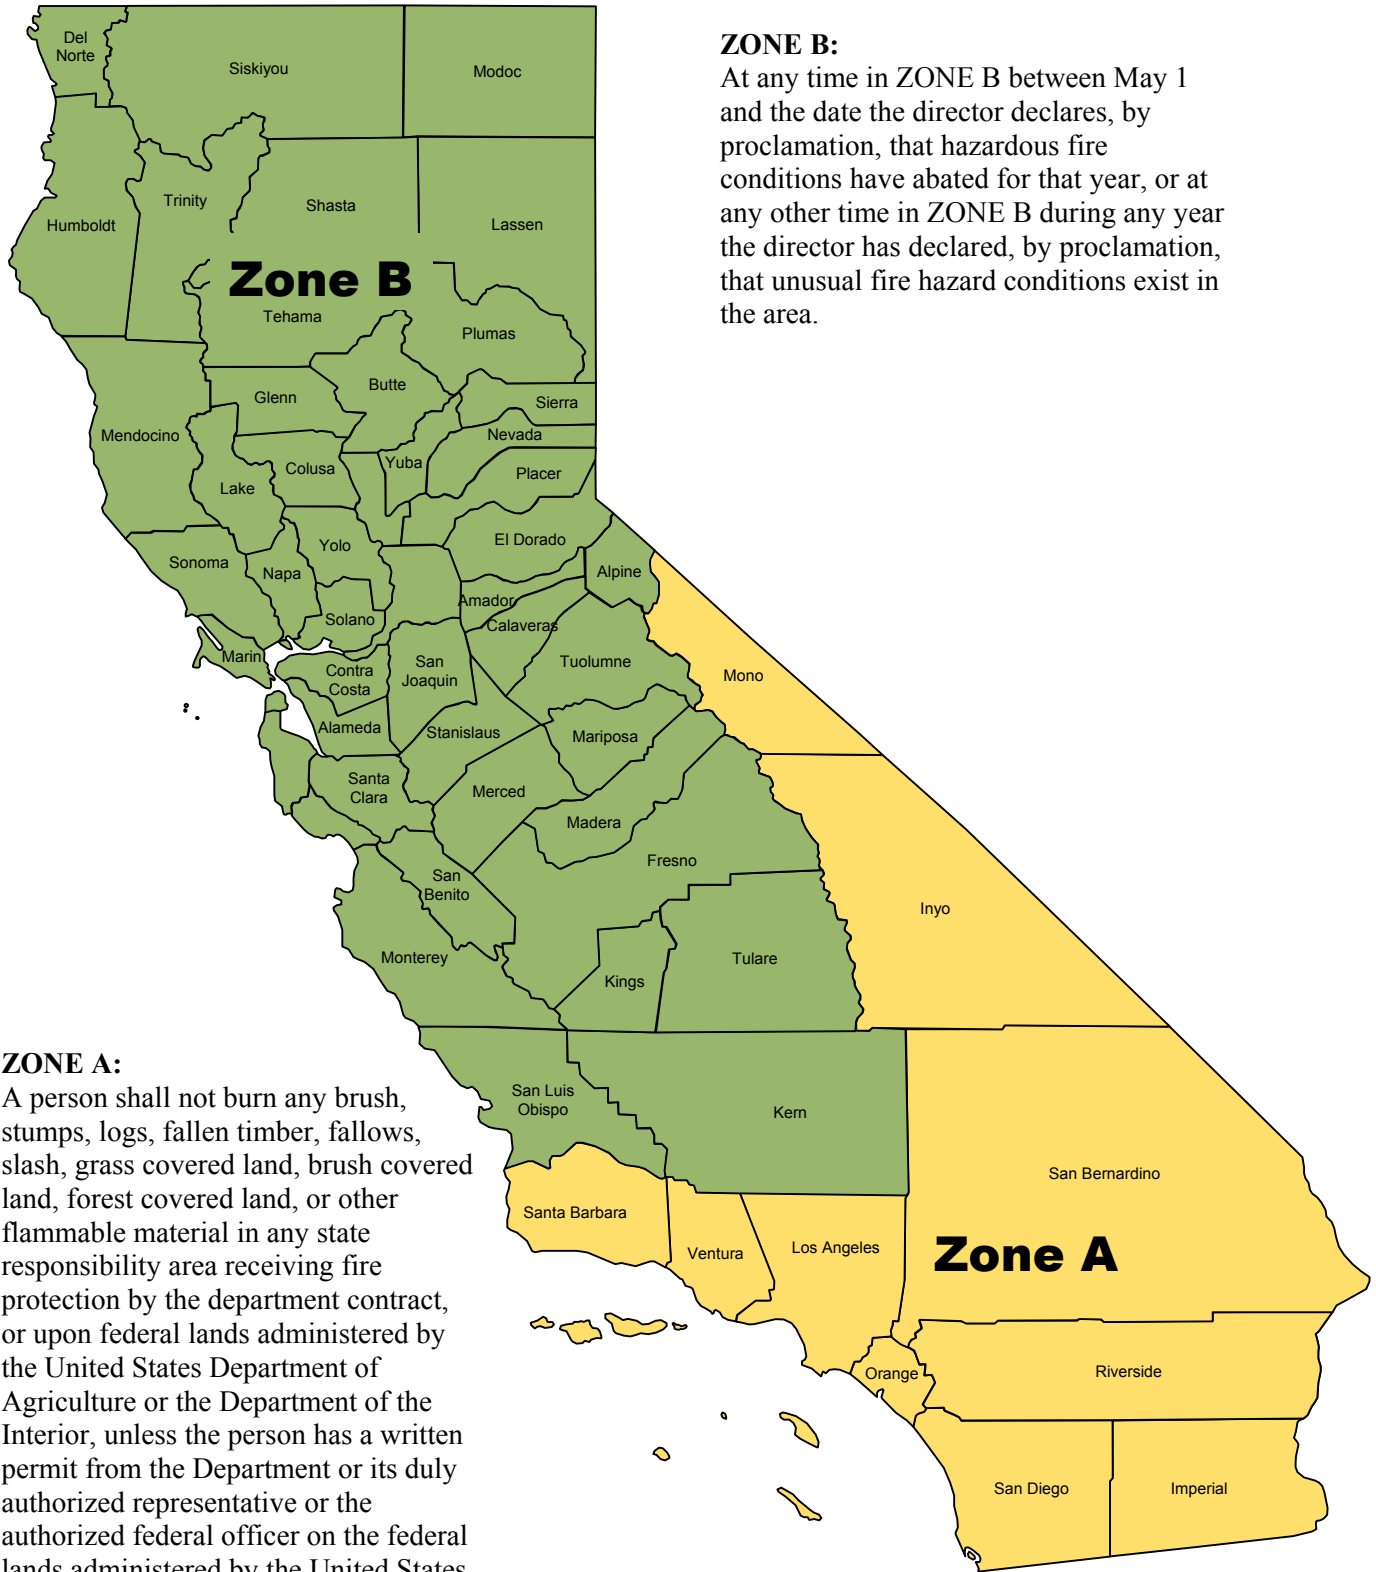 ZONE B:
At any time in ZONE B between May 1
and the date the director declares, by
proclamation, that hazardous fire
conditions have abated for that year, or at
any other time in ZONE B during any year
the director has declared, by proclamation,
that unusual fire hazard conditions exist in
the area.
Del
Norte
Siskiyou
Modoc
Humboldt
Trinity
Shasta
Lassen
Zone B
Tehama
Plumas
Glenn
Butte
Sierra
Mendocino
Nevada
Colusa
Yuba
Placer
Lake
Sonoma
Napa
Yolo
El Dorado
Alpine
Amador
Solano
Calaveras
Marin
Contra
Costa
San
Joaquin
Tuolumne
Mono
Alameda
Stanislaus
Mariposa
Santa
Clara
Merced
Madera
Fresno
San
Benito
Inyo
Monterey
Kings
Tulare
San Luis
Obispo
Kern
San Bernardino
Santa Barbara
Ventura
Los Angeles
Zone A
Orange
Riverside
San Diego
Imperial
ZONE A:
A person shall not burn any brush,
stumps, logs, fallen timber, fallows,
slash, grass covered land, brush covered
land, forest covered land, or other
flammable material in any state
responsibility area receiving fire
protection by the department contract,
or upon federal lands administered by
the United States Department of
Agriculture or the Department of the
Interior, unless the person has a written
permit from the Department or its duly
authorized representative or the
authorized federal officer on the federal
lands administered by the United States